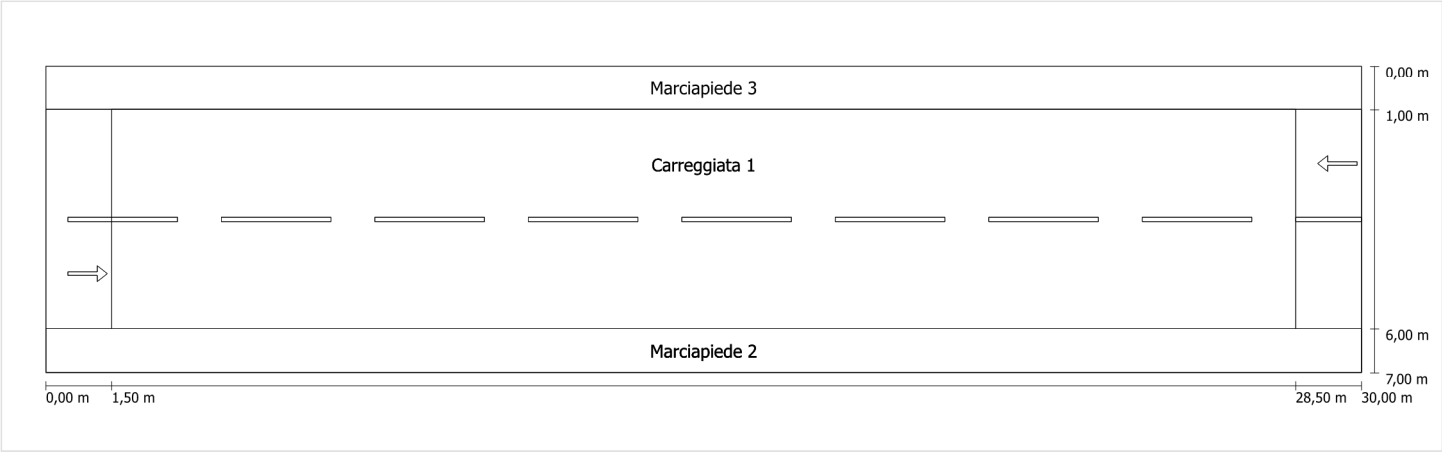 Marciapiede 3
0,00 m
1,00 m
Carreggiata 1
6,00 m
Marciapiede 2
7,00 m
0,00 m 1,50 m 28,50 m 30,00 m